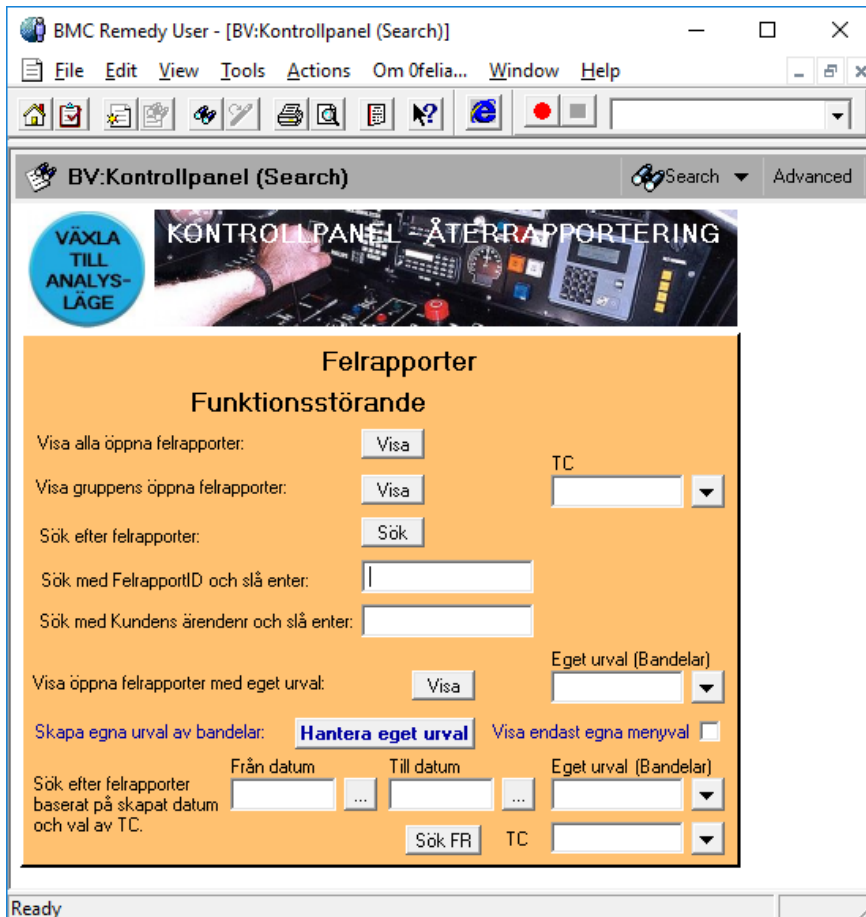 BMC Remedy User - [BV:Kontrollpanel (Search)]
File Edit View Tools Actions Om 0felia... Window Help
BV:Kontrollpanel (Search) Search Advanced
VÄXLA
TILL
ANALYS-
LÄGE
KONTROLLPANEL - ÅTERRAPPORTERING
Felrapporter
Funktionsstörande
Visa alla öppna felrapporter: Visa
TC
Visa gruppens öppna felrapporter: Visa
Sök efter felrapporter: Sök
Sök med FelrapportID och slå enter:
Sök med Kundens ärendenr och slå enter:
Eget urval (Bandelar)
Visa öppna felrapporter med eget urval: Visa
Skapa egna urval av bandelar: Hantera eget urval Visa endast egna menyval
Från datum Till datum Eget urval (Bandelar)
Sök efter felrapporter
baserat på skapat datum ... ...
och val av TC.
Sök FR TC
Ready